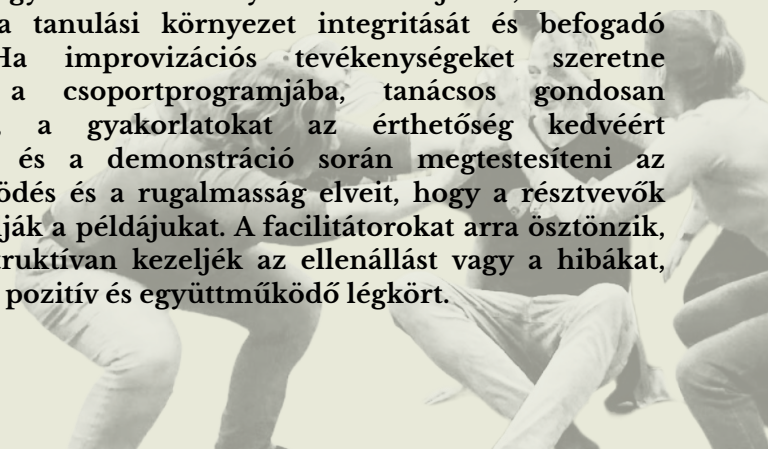 a tanulási környezet integritását és befogadó
Ha improvizációs tevékenységeket szeretne
a csoportprogramjába, tanácsos gondosan
a gyakorlatokat az érthetőség kedvéért
és a demonstráció során megtestesíteni az
ödés és a rugalmasság elveit, hogy a résztvevők
ják a példájukat. A facilitátorokat arra ösztönzik,
truktívan kezeljék az ellenállást vagy a hibákat,
pozitív és együttműködő légkört.